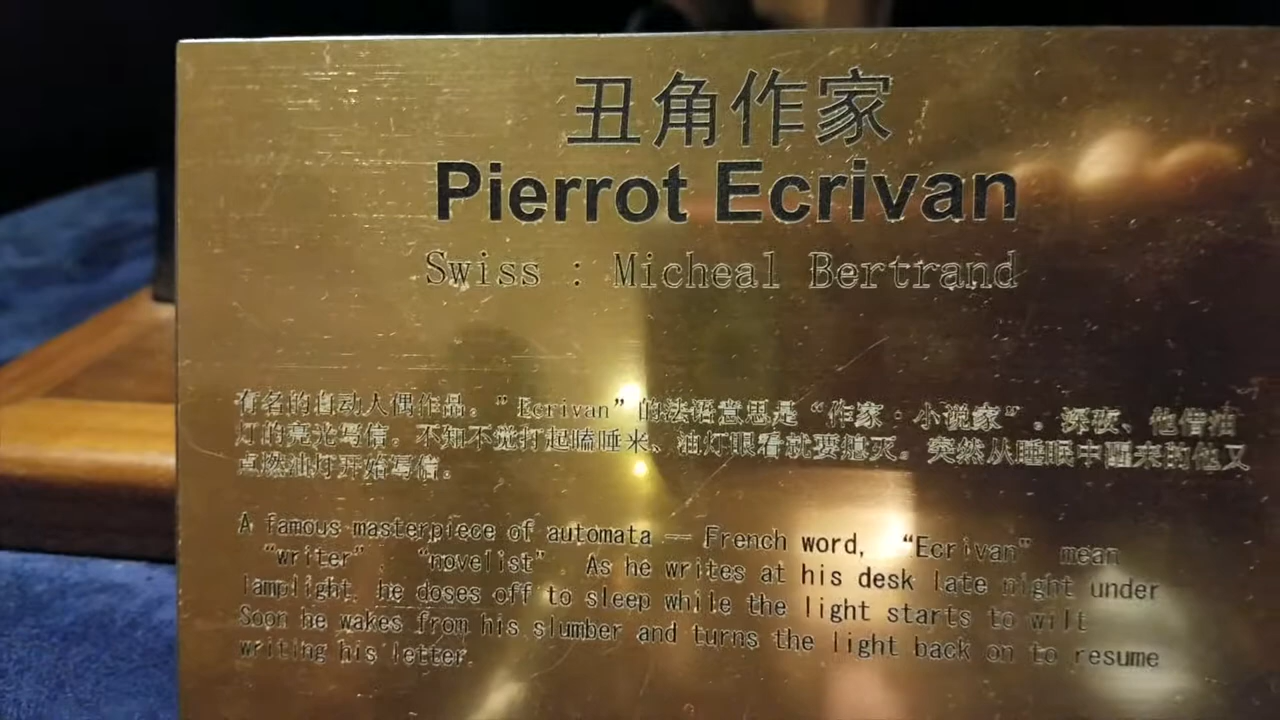 丑角作家
Pierrot Ecrivan
Swiss : Micheal Bertrand
有名的自动人偶作品。"Ecrivan"的法语意思是“作家・小说家”。深夜、他借油
灯的亮光写信。不知不觉打起瞌睡来、油灯眼看就要熄灭。突然从睡眠中醒来的他又
点燃油灯开始写信。
A famous masterpiece of automata — French word, “Ecrivan” mean
“writer”, “novelist”. As he writes at his desk late night under
lamplight, he doses off to sleep while the light starts to wilt
Soon he wakes from his slumber and turns the light back on to resume
writing his letter.